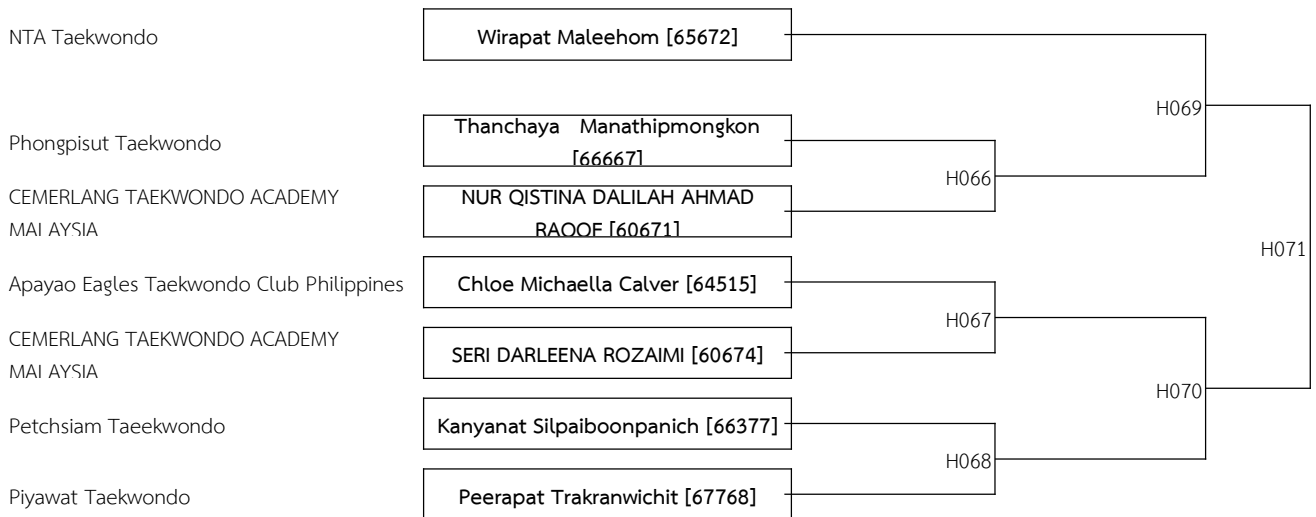 NTA Taekwondo
Wirapat Maleehom [65672]
H069
Phongpisut Taekwondo
Thanchaya Manathipmongkon
[66667]
H066
CEMERLANG TAEKWONDO ACADEMY
MALAYSIA
NUR QISTINA DALILAH AHMAD
RAOOF [60671]
H071
Apayao Eagles Taekwondo Club Philippines
Chloe Michaella Calver [64515]
H067
CEMERLANG TAEKWONDO ACADEMY
MALAYSIA
SERI DARLEENA ROZAIMI [60674]
H070
Petchsiam Taeekwondo
Kanyanat Silpaiboonpanich [66377]
H068
Piyawat Taekwondo
Peerapat Trakranwichit [67768]